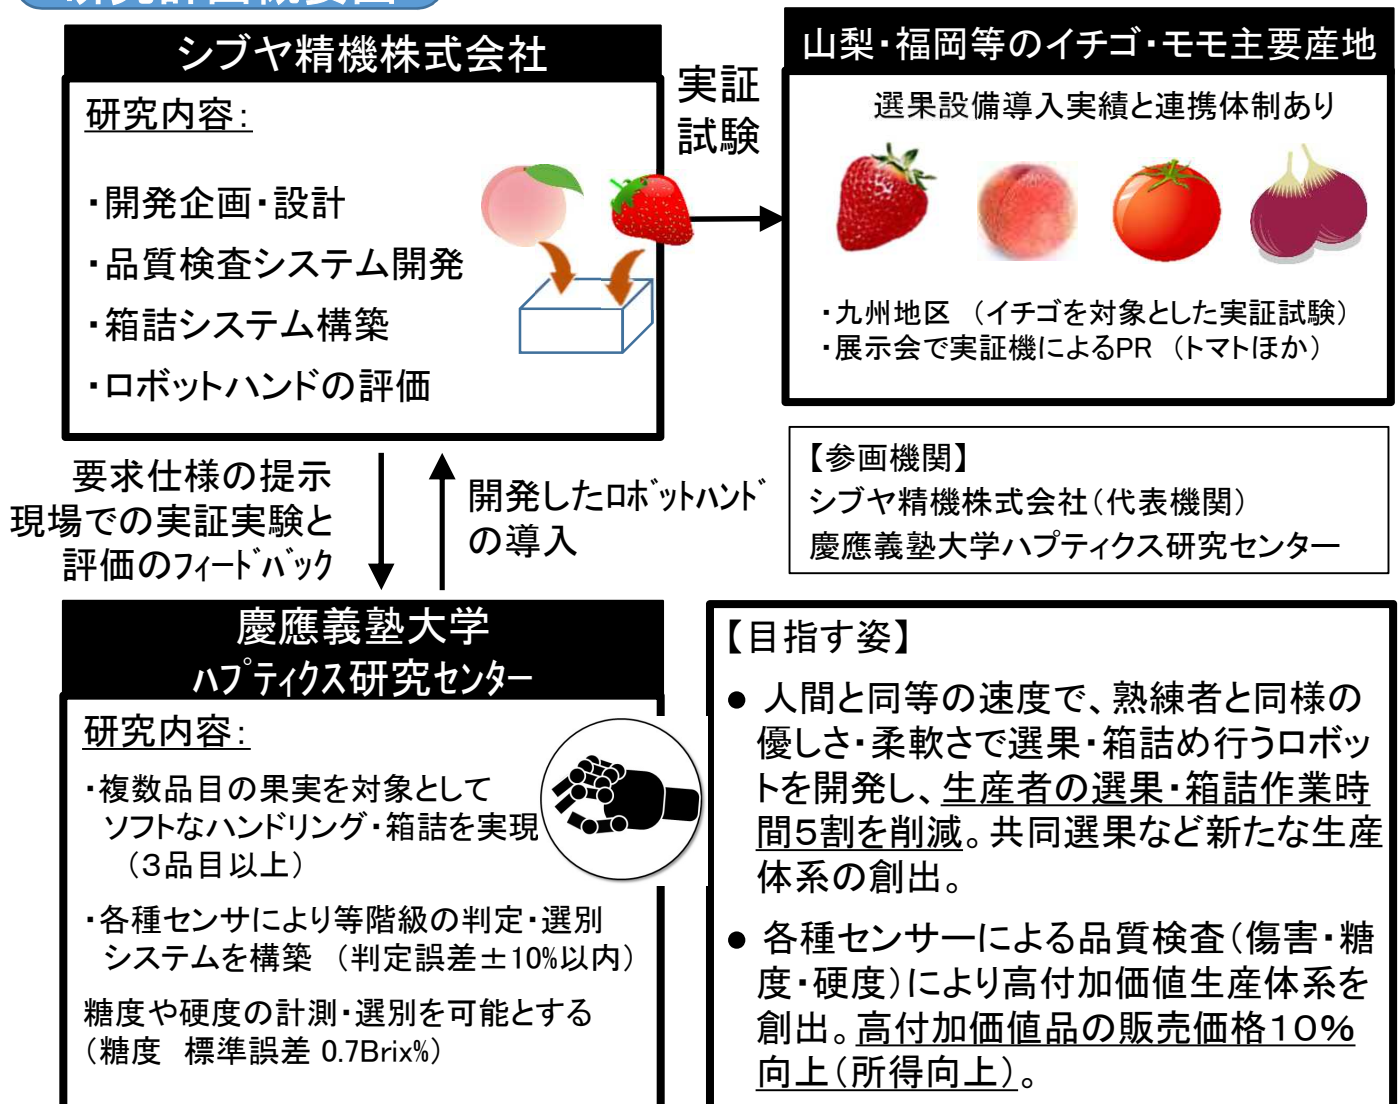 研究計画概要図
シブヤ精機株式会社
研究内容:
・開発企画・設計
・品質検査システム開発
・箱詰システム構築
・ロボットハンドの評価
実証
試験
山梨・福岡等のイチゴ・モモ主要産地
選果設備導入実績と連携体制あり
・九州地区 (イチゴを対象とした実証試験)
・展示会で実証機によるPR (トマトほか)
要求仕様の提示
現場での実証実験と
評価のフィードバック
開発したロボットハンド
の導入
【参画機関】
シブヤ精機株式会社(代表機関)
慶應義塾大学ハプティクス研究センター
慶應義塾大学
ハプティクス研究センター
研究内容:
・複数品目の果実を対象として
ソフトなハンドリング・箱詰を実現
(3品目以上)
・各種センサにより等階級の判定・選別
システムを構築 (判定誤差±10%以内)
糖度や硬度の計測・選別を可能とする
(糖度 標準誤差 0.7Brix%)
【目指す姿】
● 人間と同等の速度で、熟練者と同様の
優しさ・柔軟さで選果・箱詰め行うロボッ
トを開発し、生産者の選果・箱詰作業時
間5割を削減。共同選果など新たな生産
体系の創出。
● 各種センサーによる品質検査(傷害・糖
度・硬度)により高付加価値生産体系を
創出。高付加価値品の販売価格10%
向上(所得向上)。